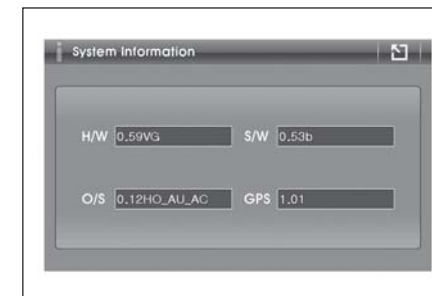 System Information
H/W 0.59VG S/W 0.53b
O/S 0.12HO_AU_AC GPS 1.01